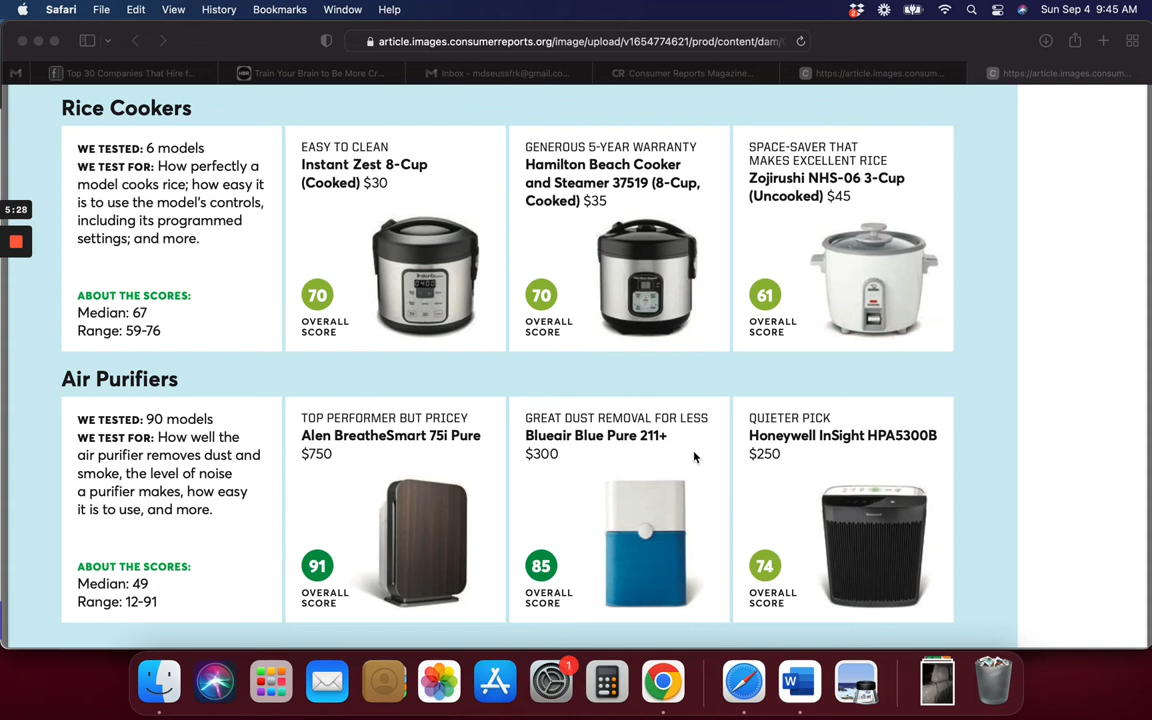 Safari File Edit View History Bookmarks Window Help Sun Sep 4 9:45 AM
article.images.consumerreports.org/image/upload/v1654774621/prod/content/dam/
Top 30 Companies That Hire f... HBR Train Your Brain to Be More Cr... Inbox - mdseussfrk@gmail.co... CR Consumer Reports Magazine... C https://article.images.consum... C https://article.images.consum...
5:28
Rice Cookers
WE TESTED: 6 models
WE TEST FOR: How perfectly a
model cooks rice; how easy it
is to use the model's controls,
including its programmed
settings; and more.
ABOUT THE SCORES:
Median: 67
Range: 59-76
EASY TO CLEAN
Instant Zest 8-Cup
(Cooked) $30
70
OVERALL
SCORE
GENEROUS 5-YEAR WARRANTY
Hamilton Beach Cooker
and Steamer 37519 (8-Cup,
Cooked) $35
70
OVERALL
SCORE
SPACE-SAVER THAT
MAKES EXCELLENT RICE
Zojirushi NHS-06 3-Cup
(Uncooked) $45
61
OVERALL
SCORE
Air Purifiers
WE TESTED: 90 models
WE TEST FOR: How well the
air purifier removes dust and
smoke, the level of noise
a purifier makes, how easy
it is to use, and more.
ABOUT THE SCORES:
Median: 49
Range: 12-91
TOP PERFORMER BUT PRICEY
Alen BreatheSmart 75i Pure
$750
91
OVERALL
SCORE
GREAT DUST REMOVAL FOR LESS
Blueair Blue Pure 211+
$300
85
OVERALL
SCORE
QUIETER PICK
Honeywell InSight HPA5300B
$250
74
OVERALL
SCORE
1